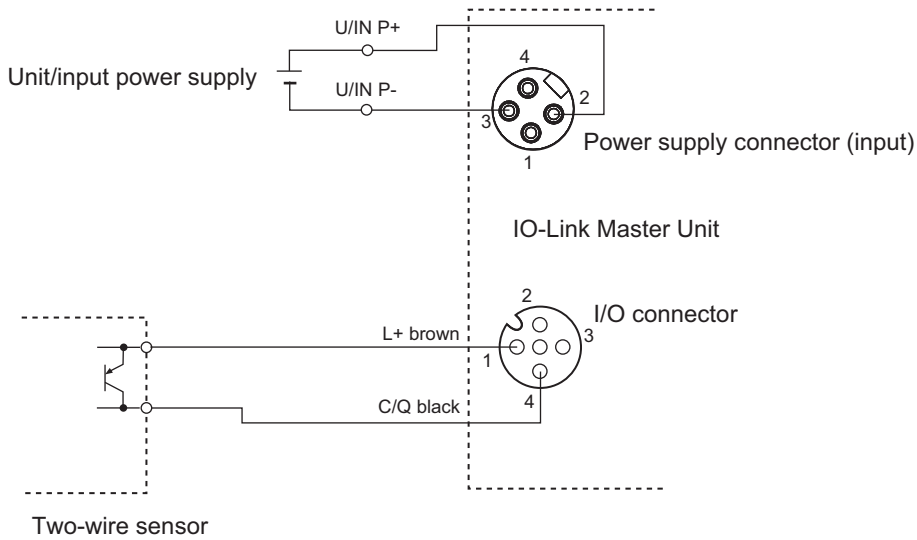 U/IN P+
Unit/input power supply
U/IN P-
4
2
3
1
Power supply connector (input)
IO-Link Master Unit
2
I/O connector
3
L+ brown
1
C/Q black
4
Two-wire sensor